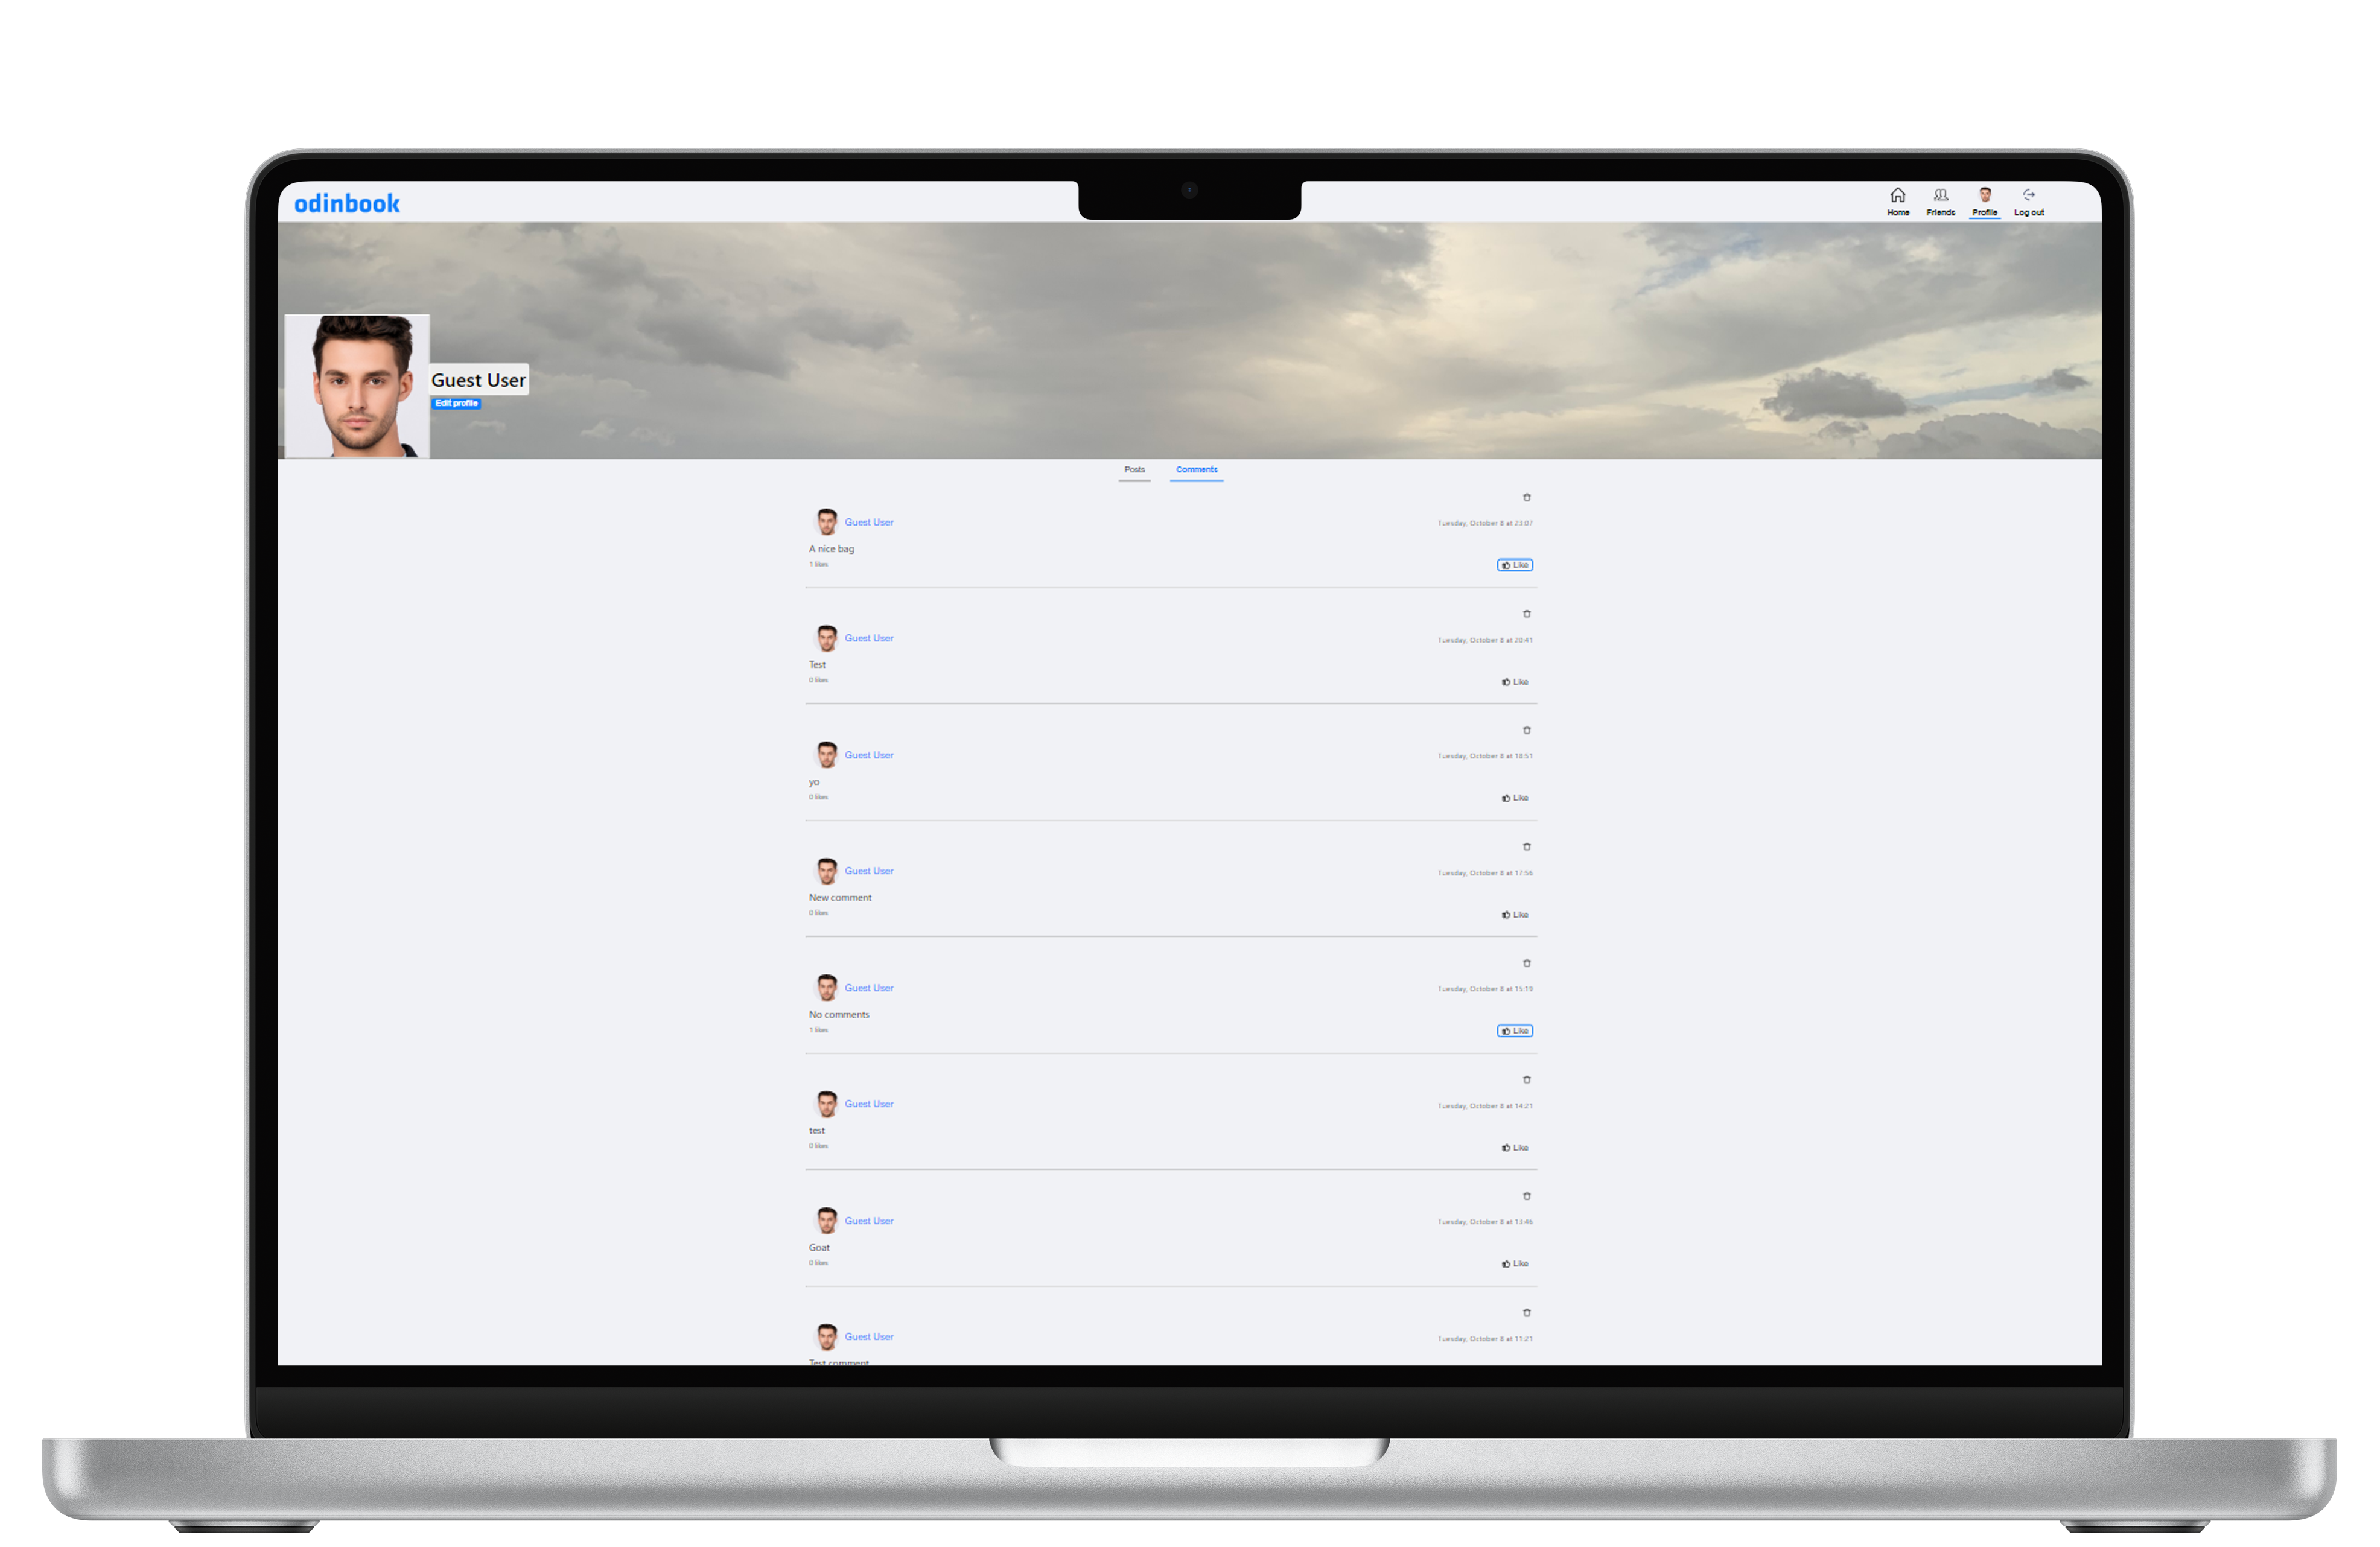 odinbook
Home Friends Profile Log out
Guest User
Edit profile
Posts Comments
Guest User
Tuesday, October 8 at 23:07
A nice bag
1 likes
Like
Guest User
Tuesday, October 8 at 20:41
Test
0 likes
Like
Guest User
Tuesday, October 8 at 18:51
yo
0 likes
Like
Guest User
Tuesday, October 8 at 17:56
New comment
0 likes
Like
Guest User
Tuesday, October 8 at 15:19
No comments
1 likes
Like
Guest User
Tuesday, October 8 at 14:21
test
0 likes
Like
Guest User
Tuesday, October 8 at 13:46
Goat
0 likes
Like
Guest User
Tuesday, October 8 at 11:21
Test comment